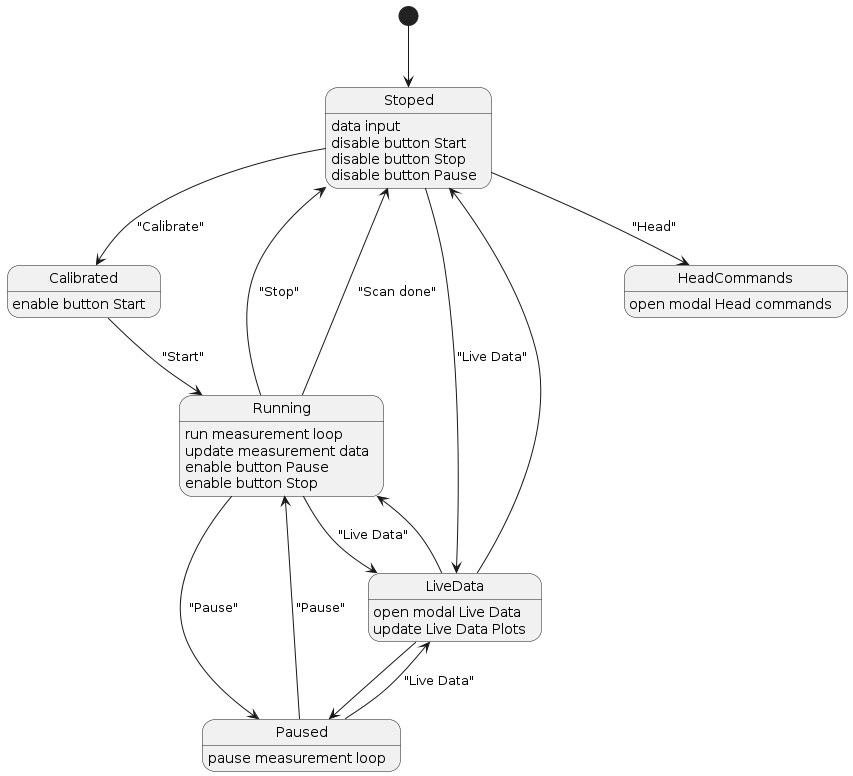 Stoped
data input
disable button Start
disable button Stop
disable button Pause
"Calibrate"
"Head"
Calibrated
enable button Start
HeadCommands
open modal Head commands
"Stop"
"Scan done"
"Start"
"Live Data"
Running
run measurement loop
update measurement data
enable button Pause
enable button Stop
"Live Data"
LiveData
open modal Live Data
update Live Data Plots
"Pause"
"Pause"
"Live Data"
Paused
pause measurement loop